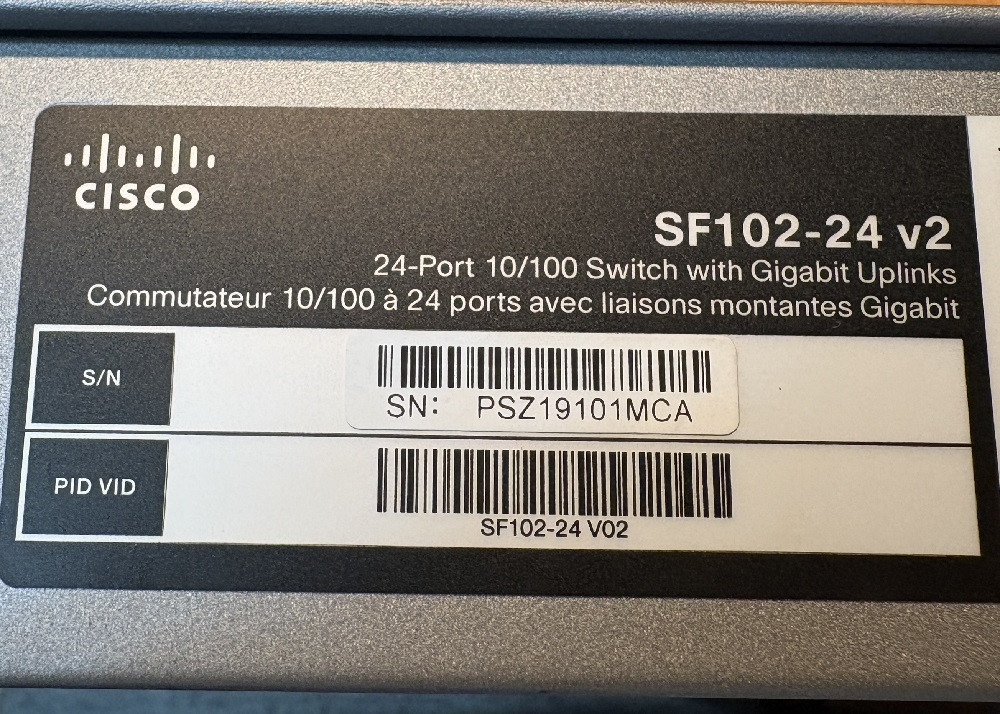 CISCO
SF102-24 v2
24-Port 10/100 Switch with Gigabit Uplinks
Commutateur 10/100 à 24 ports avec liaisons montantes Gigabit
S/N
SN: PSZ19101MCA
PID VID
SF102-24 V02